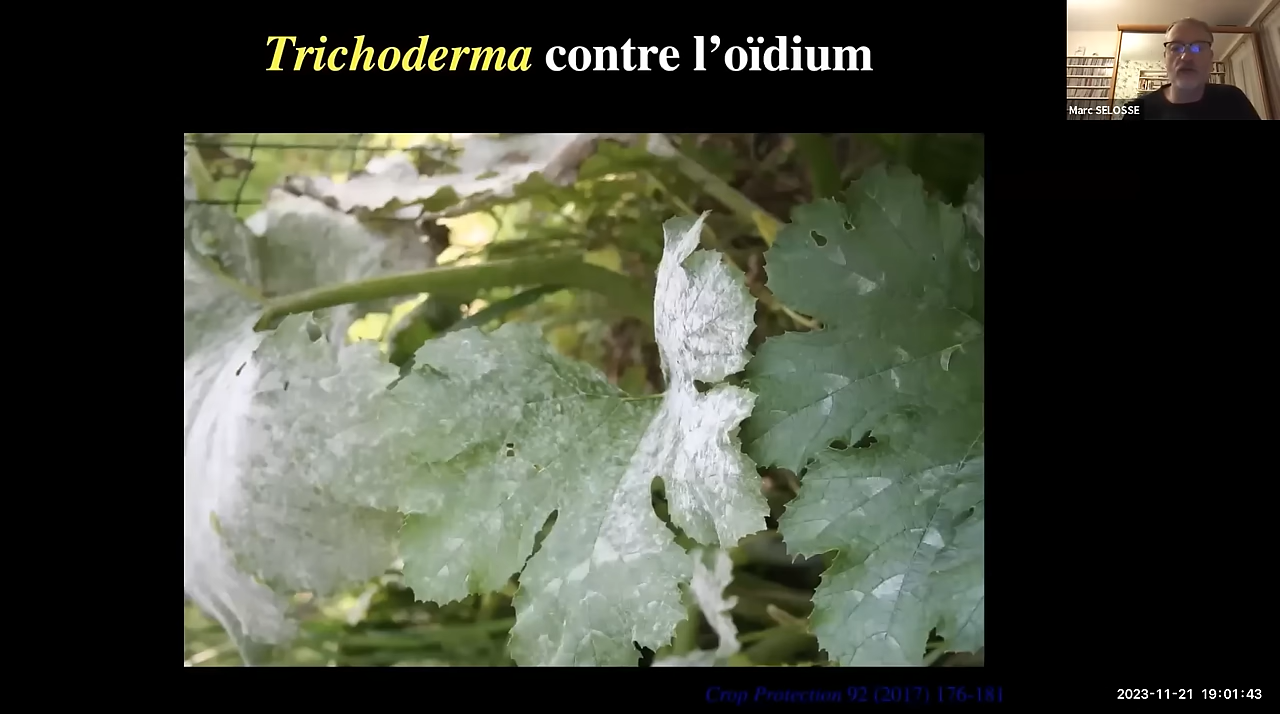 Trichoderma contre l’oïdium
Marc SELOSSE
Crop Protection 92 (2017) 176-181
2023-11-21 19:01:43